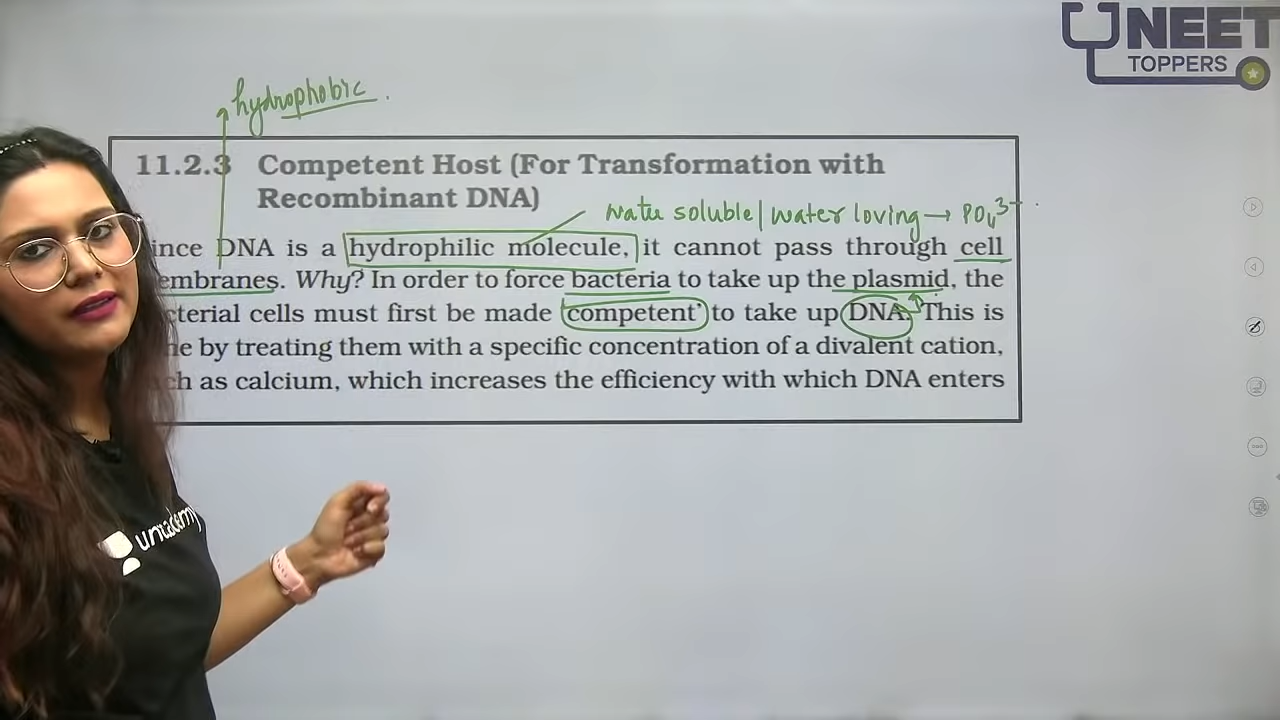 NEET
TOPPERS
hydrophobic.
11.2.3 Competent Host (For Transformation with
Recombinant DNA)
water soluble/water loving → PO₄³⁻.
ince DNA is a hydrophilic molecule, it cannot pass through cell
embranes. Why? In order to force bacteria to take up the plasmid, the
cterial cells must first be made ‘competent’ to take up DNA. This is
ne by treating them with a specific concentration of a divalent cation,
ch as calcium, which increases the efficiency with which DNA enters
unacademy